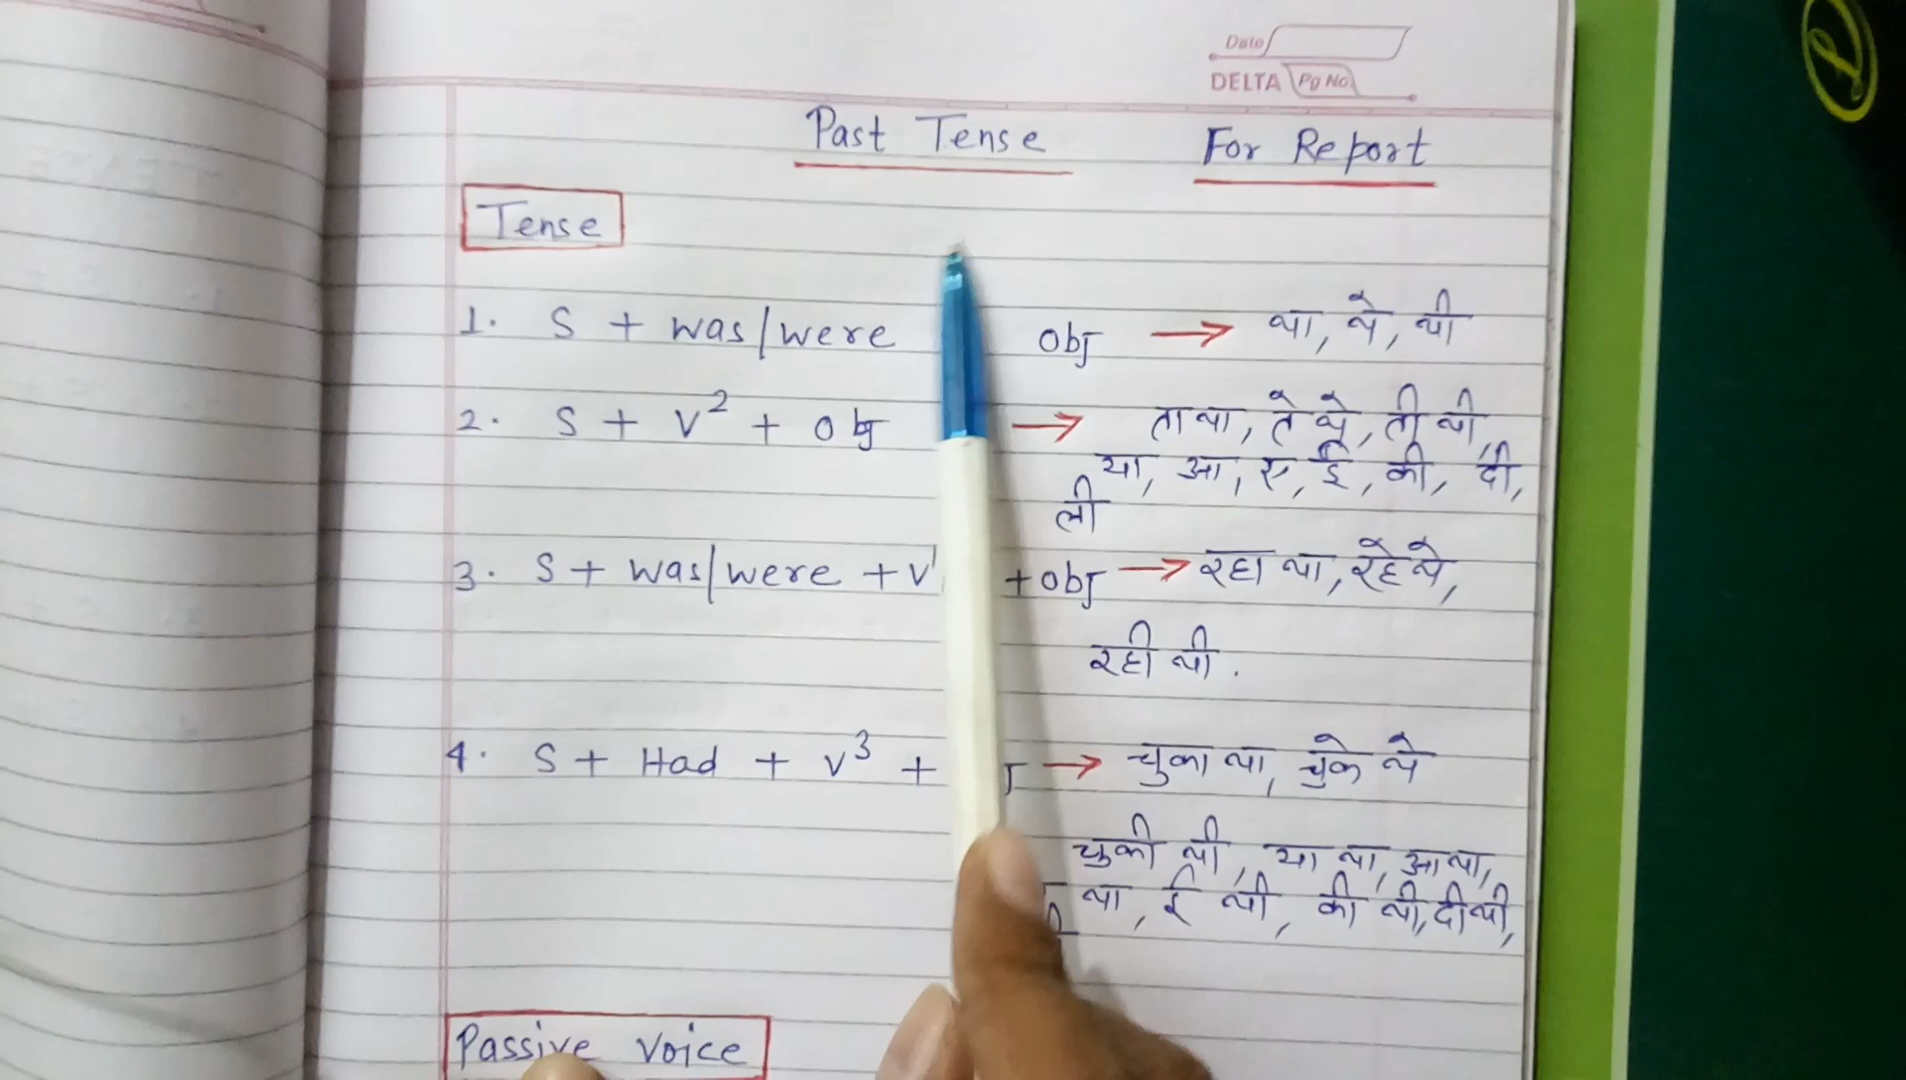 Date
DELTA Pg No.
Past Tense For Report
Tense
1. S + was/were obj → था, थे, थी
2. S + V² + obj → ता था, ते थे, ती थी,
या, आ, ए, ई, की, दी,
ली
3. S + was/were + V¹ + obj → रहा था, रहे थे,
रही थी.
4. S + Had + V³ + → चुका था, चुके थे
चुकी थी, या था, आ था,
था, ई थी, की थी, दी थी,
Passive Voice